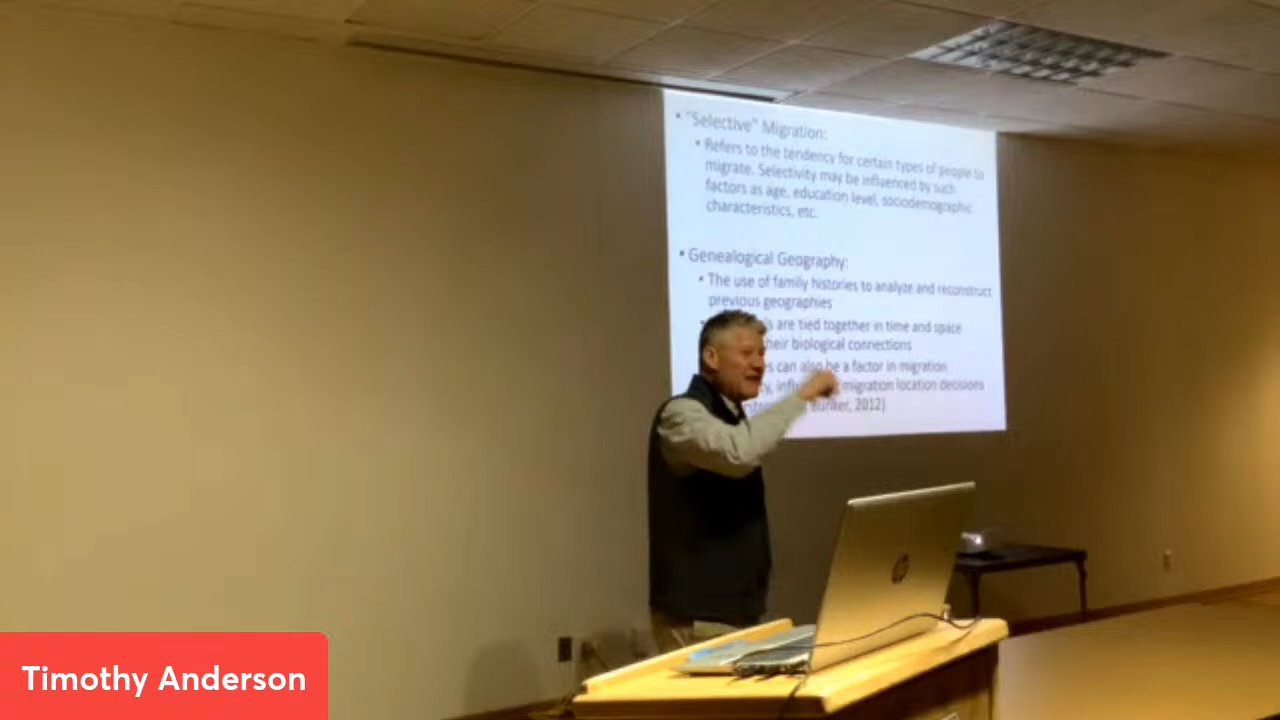 • "Selective" Migration:
• Refers to the tendency for certain types of people to
migrate. Selectivity may be influenced by such
factors as age, education level, sociodemographic
characteristics, etc.
• Genealogical Geography:
• The use of family histories to analyze and reconstruct
previous geographies
are tied together in time and space
biological connections
can also be a factor in migration
migration location decisions
Bunker, 2012)
hp
Timothy Anderson